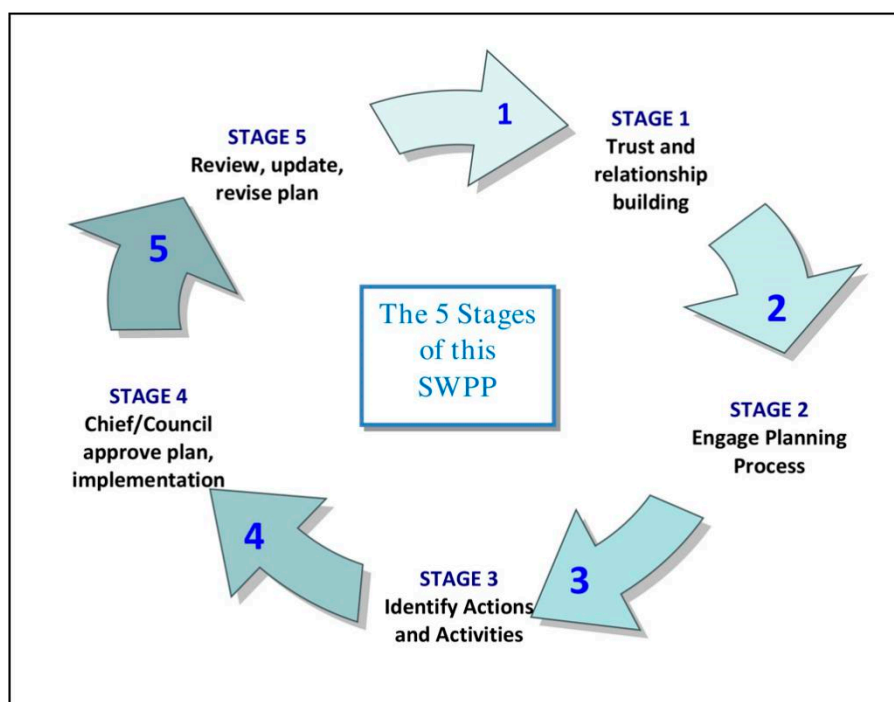 The 5 Stages
of this
SWPP
1
STAGE 1
Trust and
relationship
building
2
STAGE 2
Engage Planning
Process
3
STAGE 3
Identify Actions
and Activities
4
STAGE 4
Chief/Council
approve plan,
implementation
5
STAGE 5
Review, update,
revise plan